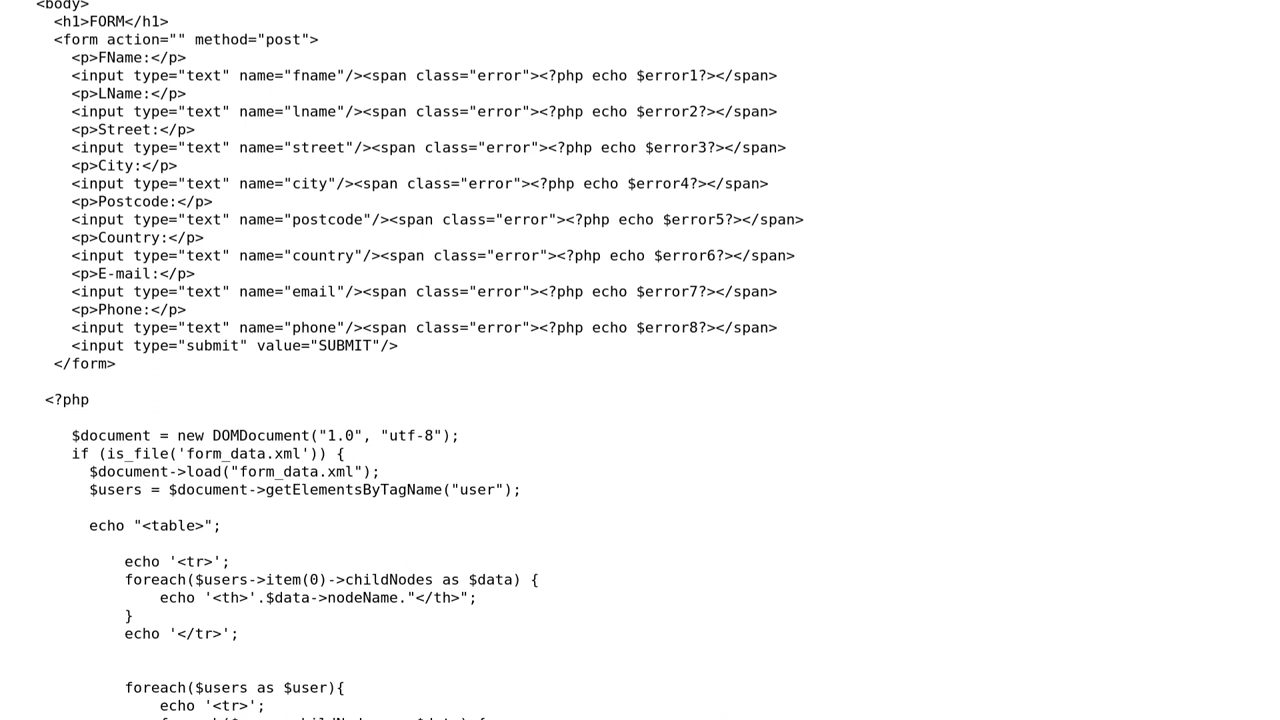 <body>
<h1>FORM</h1>
<form action="" method="post">
<p>FName:</p>
<input type="text" name="fname"/><span class="error"><?php echo $error1?></span>
<p>LName:</p>
<input type="text" name="lname"/><span class="error"><?php echo $error2?></span>
<p>Street:</p>
<input type="text" name="street"/><span class="error"><?php echo $error3?></span>
<p>City:</p>
<input type="text" name="city"/><span class="error"><?php echo $error4?></span>
<p>Postcode:</p>
<input type="text" name="postcode"/><span class="error"><?php echo $error5?></span>
<p>Country:</p>
<input type="text" name="country"/><span class="error"><?php echo $error6?></span>
<p>E-mail:</p>
<input type="text" name="email"/><span class="error"><?php echo $error7?></span>
<p>Phone:</p>
<input type="text" name="phone"/><span class="error"><?php echo $error8?></span>
<input type="submit" value="SUBMIT"/>
</form>
<?php
$document = new DOMDocument("1.0", "utf-8");
if (is_file('form_data.xml')) {
$document->load("form_data.xml");
$users = $document->getElementsByTagName("user");
echo "<table>";
echo '<tr>';
foreach($users->item(0)->childNodes as $data) {
echo '<th>'.$data->nodeName."</th>";
}
echo '</tr>';
foreach($users as $user){
echo '<tr>';